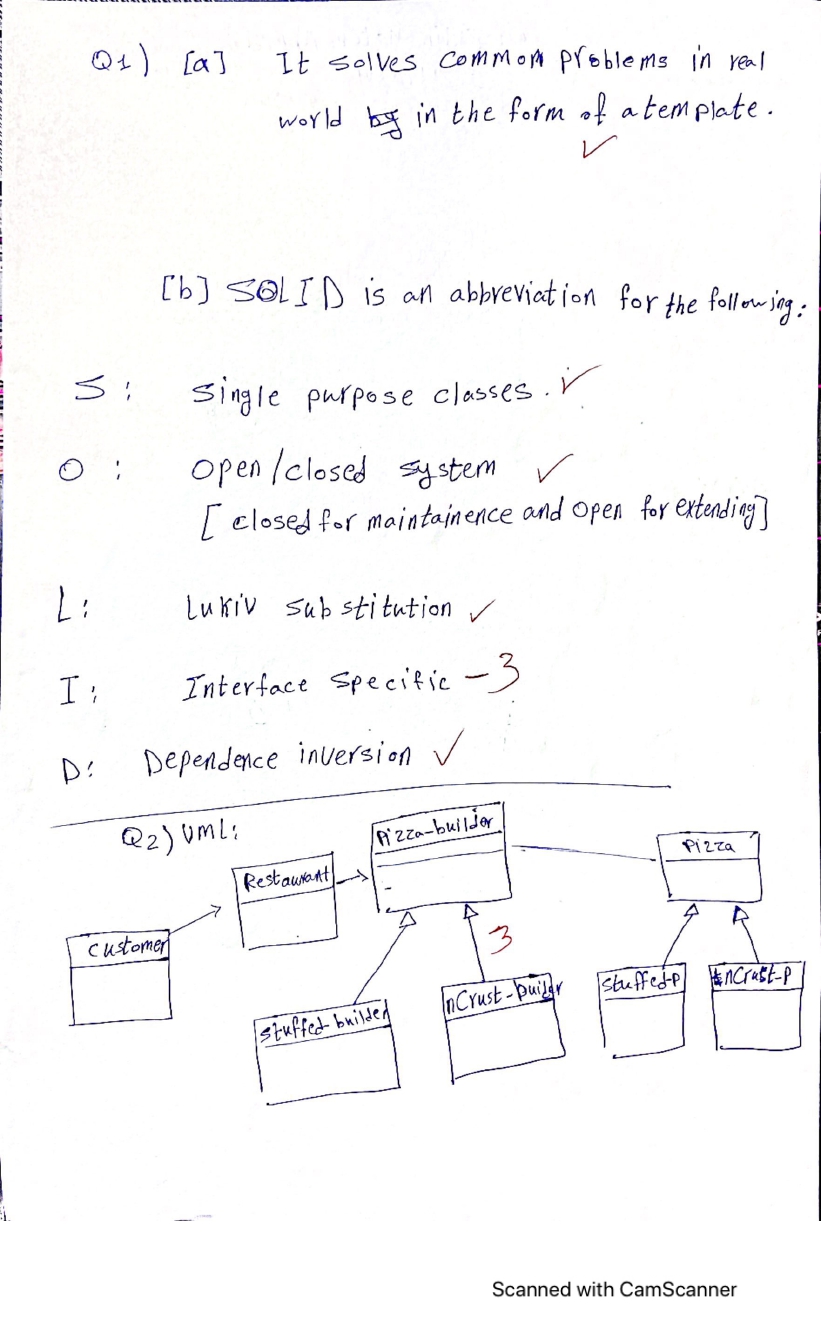 Q1) [a] It solves common problems in real
world in the form of a template.
[b] SOLID is an abbreviation for the following:
S: Single purpose classes.
O: Open/closed system
[closed for maintainence and open for extending]
L: Lukiv substitution
I: Interface specific -3
D: Dependence inversion
Q2) UML:
Pizza-builder
Pizza
Restaurant
-
Customer
3
Stuffed-builder
nCrust-builder
Stuffed-P
nCrust-P
Scanned with CamScanner